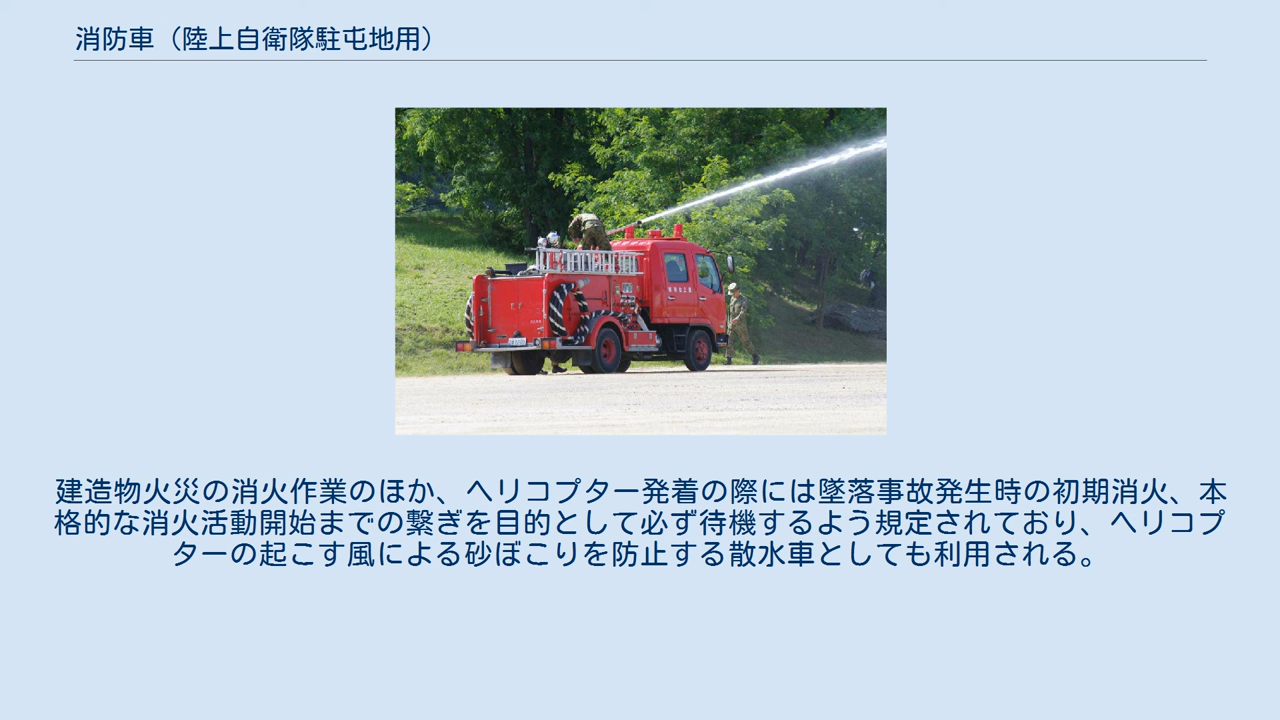 消防車（陸上自衛隊駐屯地用）
建造物火災の消火作業のほか、ヘリコプター発着の際には墜落事故発生時の初期消火、本
格的な消火活動開始までの繋ぎを目的として必ず待機するよう規定されており、ヘリコプ
ターの起こす風による砂ぼこりを防止する散水車としても利用される。